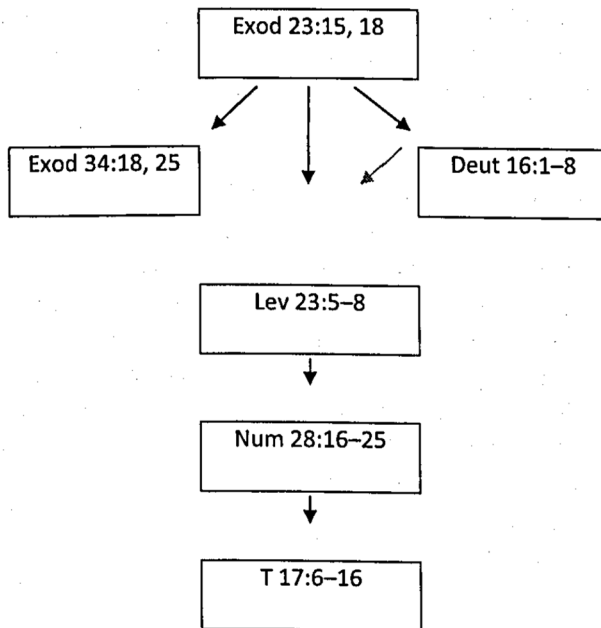 Exod 23:15, 18
Exod 34:18, 25
Deut 16:1–8
Lev 23:5–8
Num 28:16–25
T 17:6–16